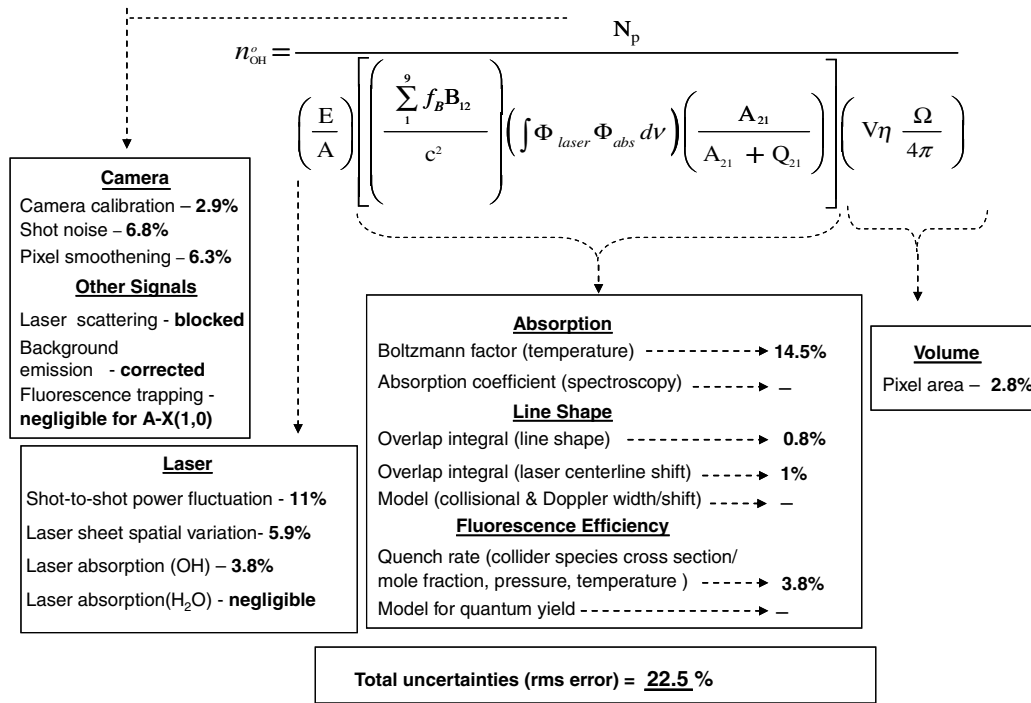 n°OH = Np / (E/A) [ ( ∑₁⁹ f_B B₁₂ / c² ) ( ∫ Φ_laser Φ_abs dν ) ( A₂₁ / A₂₁ + Q₂₁ ) ] ( Vη Ω/4π )
Camera
Camera calibration – 2.9%
Shot noise – 6.8%
Pixel smoothening – 6.3%
Other Signals
Laser scattering - blocked
Background
emission - corrected
Fluorescence trapping -
negligible for A-X(1,0)
Laser
Shot-to-shot power fluctuation - 11%
Laser sheet spatial variation- 5.9%
Laser absorption (OH) – 3.8%
Laser absorption(H₂O) - negligible
Absorption
Boltzmann factor (temperature) 14.5%
Absorption coefficient (spectroscopy) –
Line Shape
Overlap integral (line shape) 0.8%
Overlap integral (laser centerline shift) 1%
Model (collisional & Doppler width/shift) –
Fluorescence Efficiency
Quench rate (collider species cross section/
mole fraction, pressure, temperature ) 3.8%
Model for quantum yield –
Volume
Pixel area – 2.8%
Total uncertainties (rms error) = 22.5 %